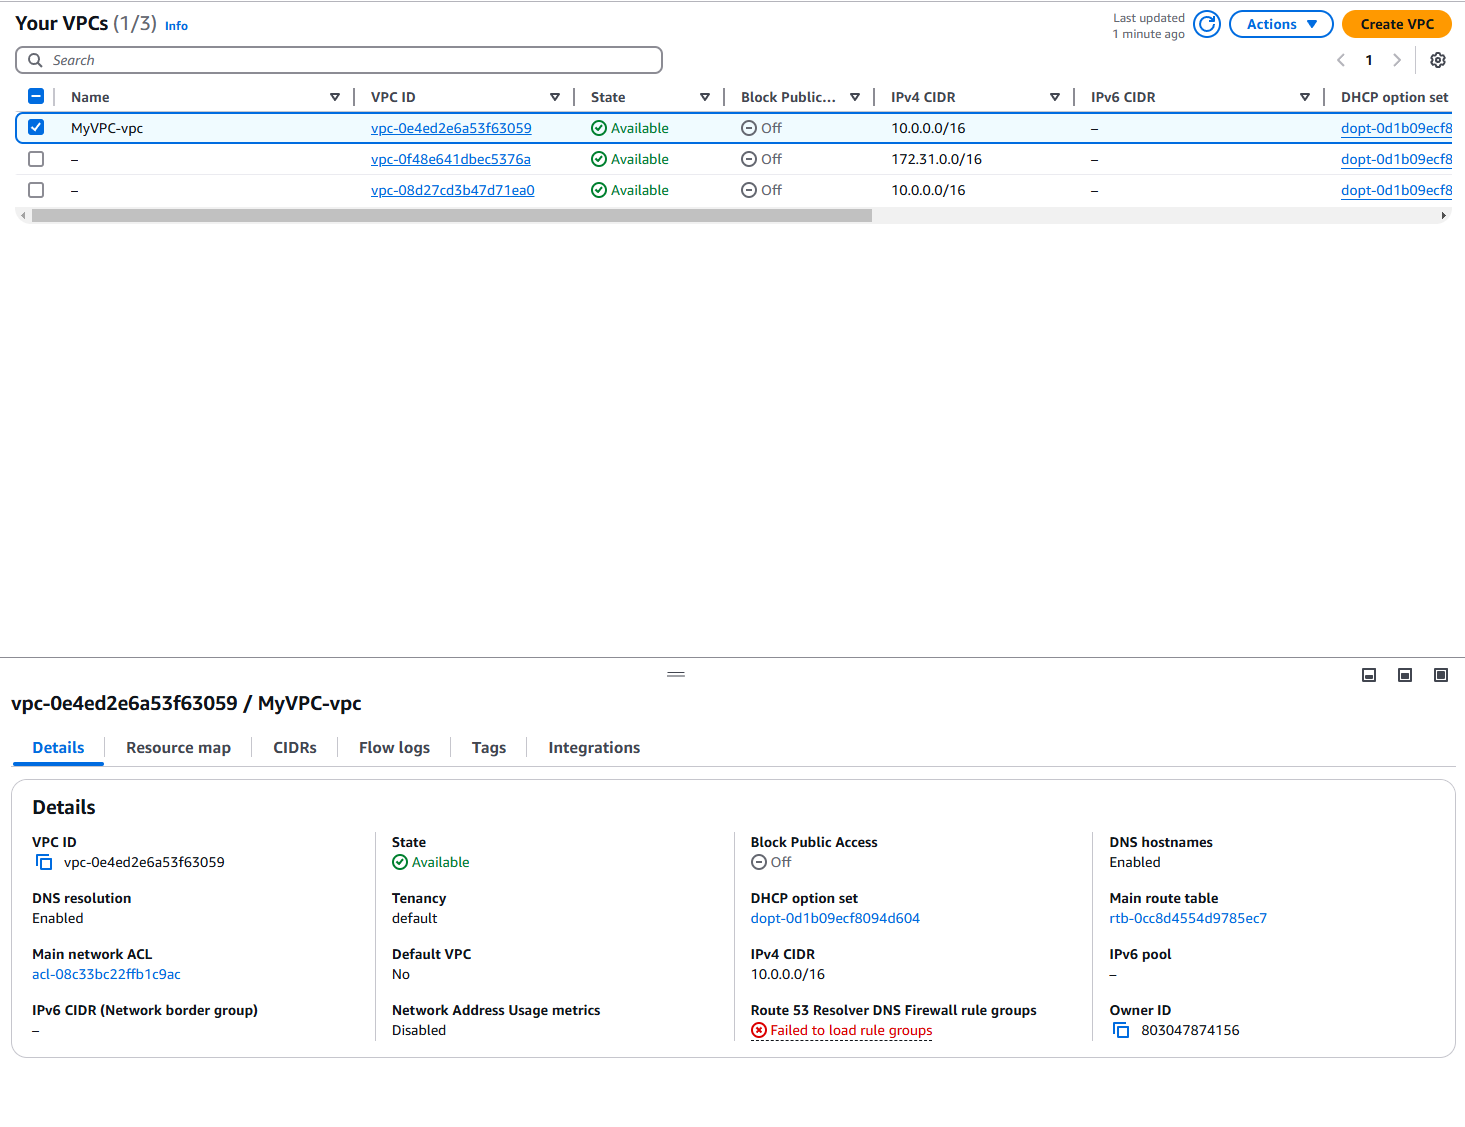 Your VPCs (1/3) Info
Last updated
1 minute ago
Actions
Create VPC
Search
1
Name VPC ID State Block Public... IPv4 CIDR IPv6 CIDR DHCP option set
MyVPC-vpc vpc-0e4ed2e6a53f63059 Available Off 10.0.0.0/16 – dopt-0d1b09ecf8
– vpc-0f48e641dbec5376a Available Off 172.31.0.0/16 – dopt-0d1b09ecf8
– vpc-08d27cd3b47d71ea0 Available Off 10.0.0.0/16 – dopt-0d1b09ecf8
vpc-0e4ed2e6a53f63059 / MyVPC-vpc
Details Resource map CIDRs Flow logs Tags Integrations
Details
VPC ID
vpc-0e4ed2e6a53f63059
State
Available
Block Public Access
Off
DNS hostnames
Enabled
DNS resolution
Enabled
Tenancy
default
DHCP option set
dopt-0d1b09ecf8094d604
Main route table
rtb-0cc8d4554d9785ec7
Main network ACL
acl-08c33bc22ffb1c9ac
Default VPC
No
IPv4 CIDR
10.0.0.0/16
IPv6 pool
–
IPv6 CIDR (Network border group)
–
Network Address Usage metrics
Disabled
Route 53 Resolver DNS Firewall rule groups
Failed to load rule groups
Owner ID
803047874156